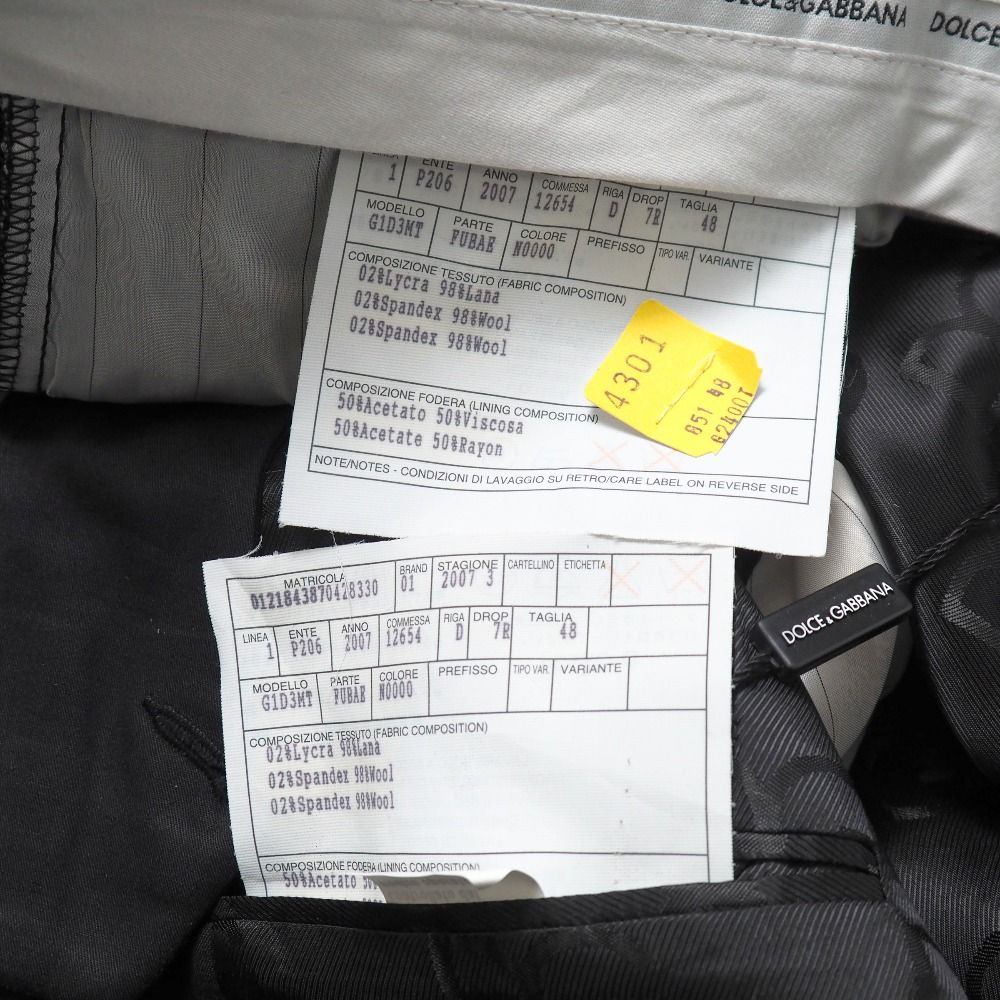 DOLCE&GABBANA DOLCE
LINEA ENTE ANNO COMMESSA RIGA DROP TAGLIA
1 P206 2007 12654 D 7R 48
MODELLO PARTE COLORE PREFISSO TIPO VAR. VARIANTE
G1D3MT FUBAE N0000
COMPOSIZIONE TESSUTO (FABRIC COMPOSITION)
02%Lycra 98%Lana
02%Spandex 98%Wool
02%Spandex 98%Wool
COMPOSIZIONE FODERA (LINING COMPOSITION)
50%Acetato 50%Viscosa
50%Acetate 50%Rayon
NOTE/NOTES - CONDIZIONI DI LAVAGGIO SU RETRO/CARE LABEL ON REVERSE SIDE
4301
051 48
024007
MATRICOLA BRAND STAGIONE CARTELLINO ETICHETTA
0121843870428330 01 2007 3
LINEA ENTE ANNO COMMESSA RIGA DROP TAGLIA
1 P206 2007 12654 D 7R 48
MODELLO PARTE COLORE PREFISSO TIPO VAR. VARIANTE
G1D3MT FUBAE N0000
COMPOSIZIONE TESSUTO (FABRIC COMPOSITION)
02%Lycra 98%Lana
02%Spandex 98%Wool
02%Spandex 98%Wool
COMPOSIZIONE FODERA (LINING COMPOSITION)
50%Acetato
DOLCE&GABBANA